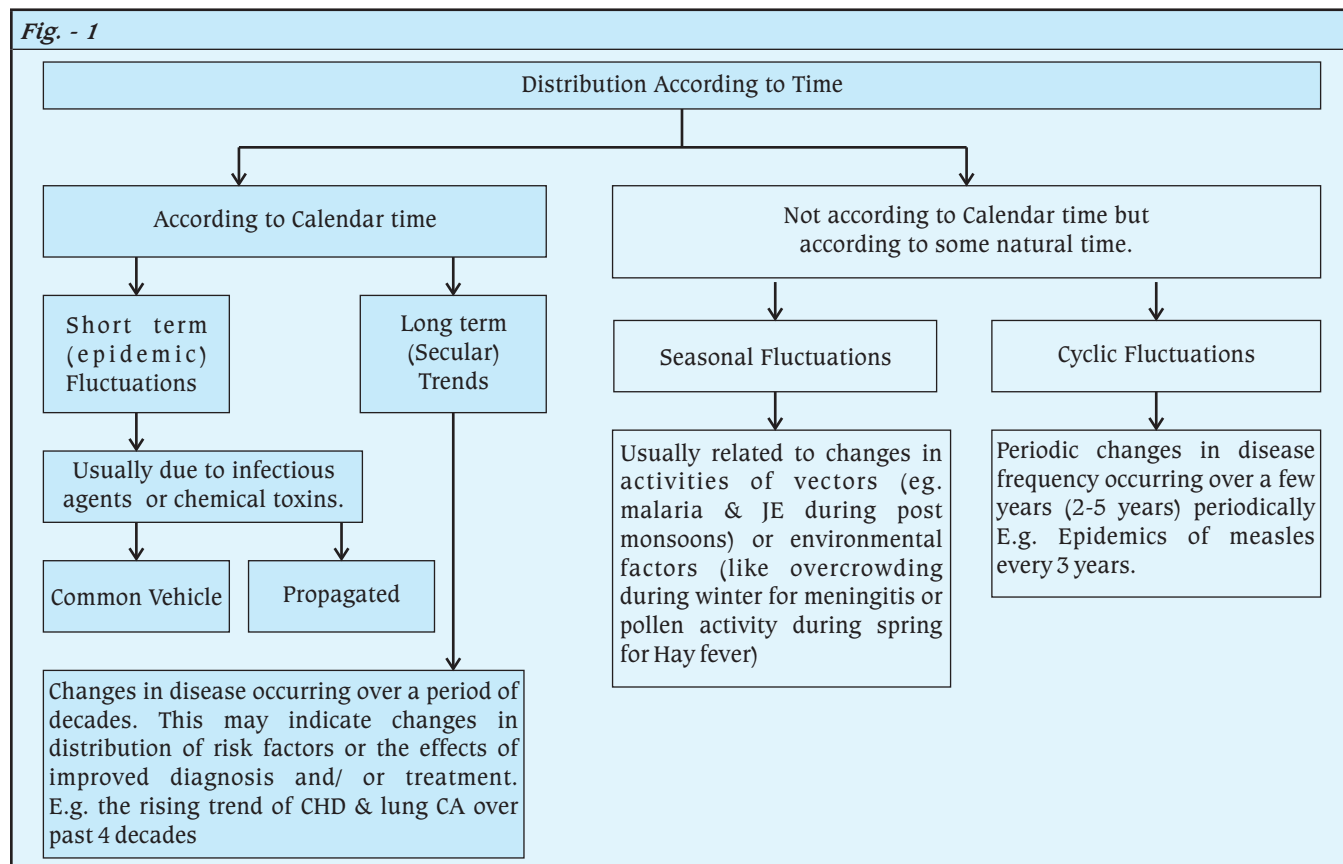 Fig. - 1
Distribution According to Time
According to Calendar time
Not according to Calendar time but
according to some natural time.
Short term
(epidemic)
Fluctuations
Long term
(Secular)
Trends
Seasonal Fluctuations
Cyclic Fluctuations
Usually due to infectious
agents or chemical toxins.
Common Vehicle
Propagated
Usually related to changes in
activities of vectors (eg.
malaria & JE during post
monsoons) or environmental
factors (like overcrowding
during winter for meningitis or
pollen activity during spring
for Hay fever)
Periodic changes in disease
frequency occurring over a few
years (2-5 years) periodically
E.g. Epidemics of measles
every 3 years.
Changes in disease occurring over a period of
decades. This may indicate changes in
distribution of risk factors or the effects of
improved diagnosis and/ or treatment.
E.g. the rising trend of CHD & lung CA over
past 4 decades